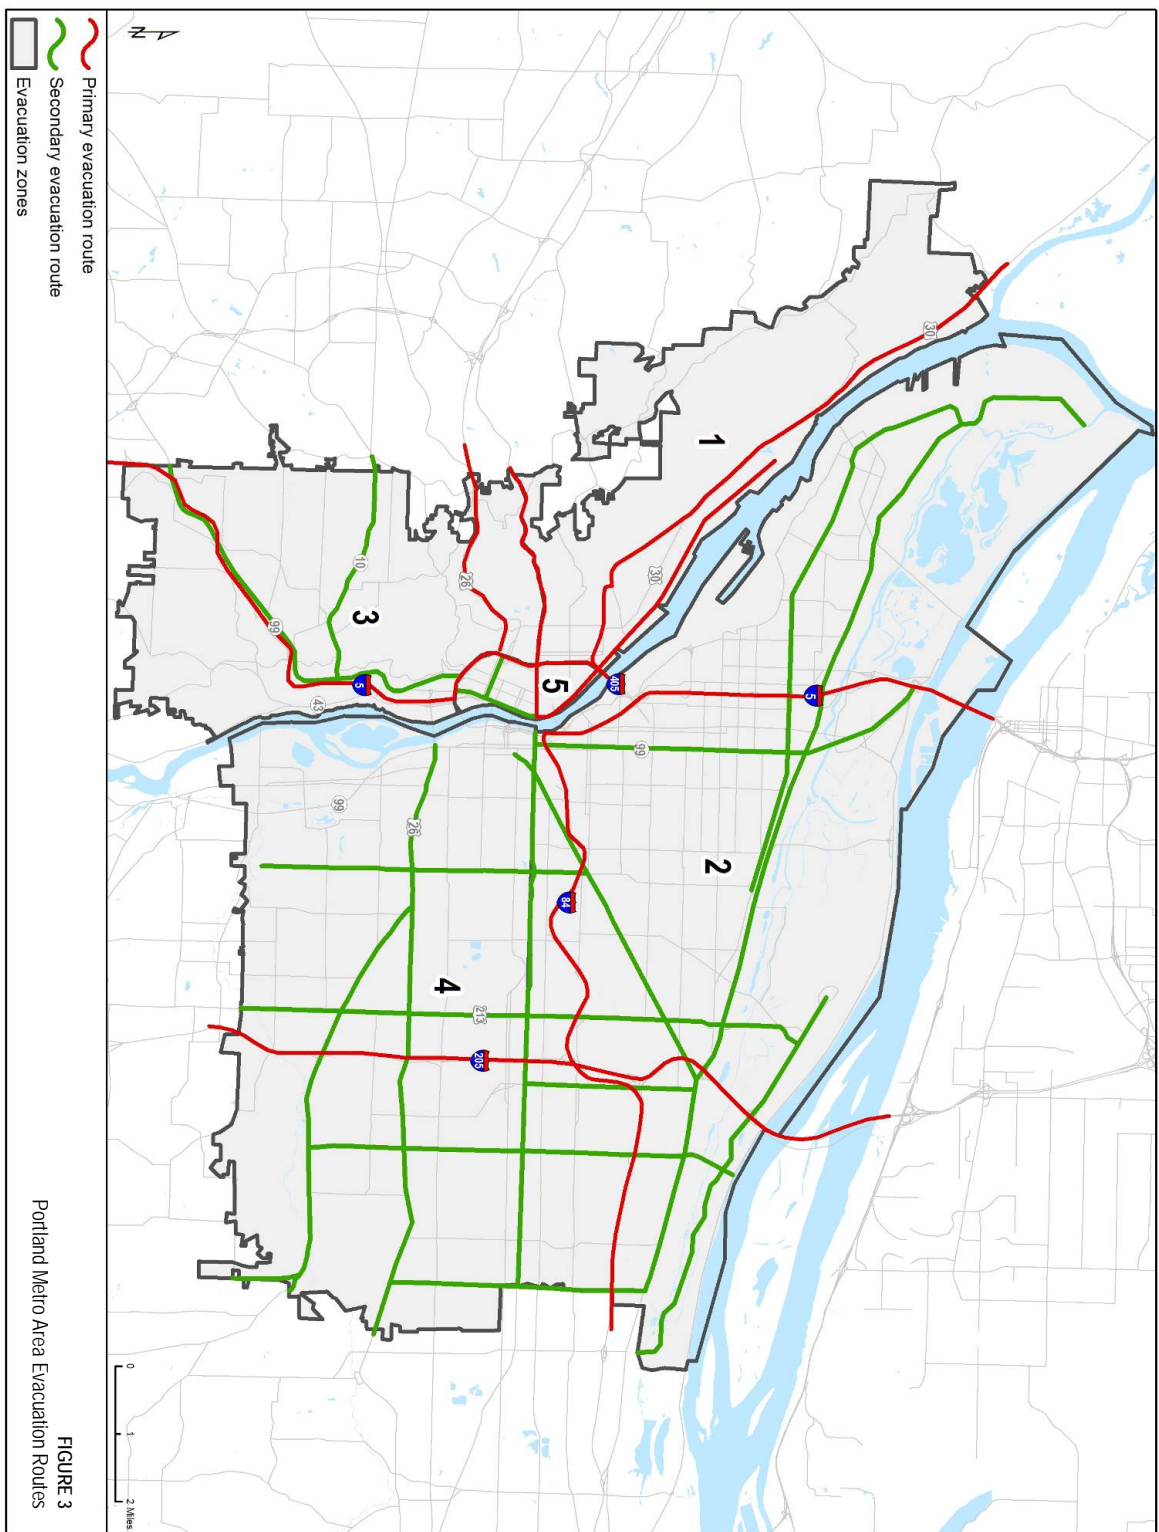 30
1
30
405
5
5
99
2
26
10
3
99
5
43
99
26
84
4
213
205
N
Primary evacuation route
Secondary evacuation route
Evacuation zones
0 1 2 Miles
FIGURE 3
Portland Metro Area Evacuation Routes